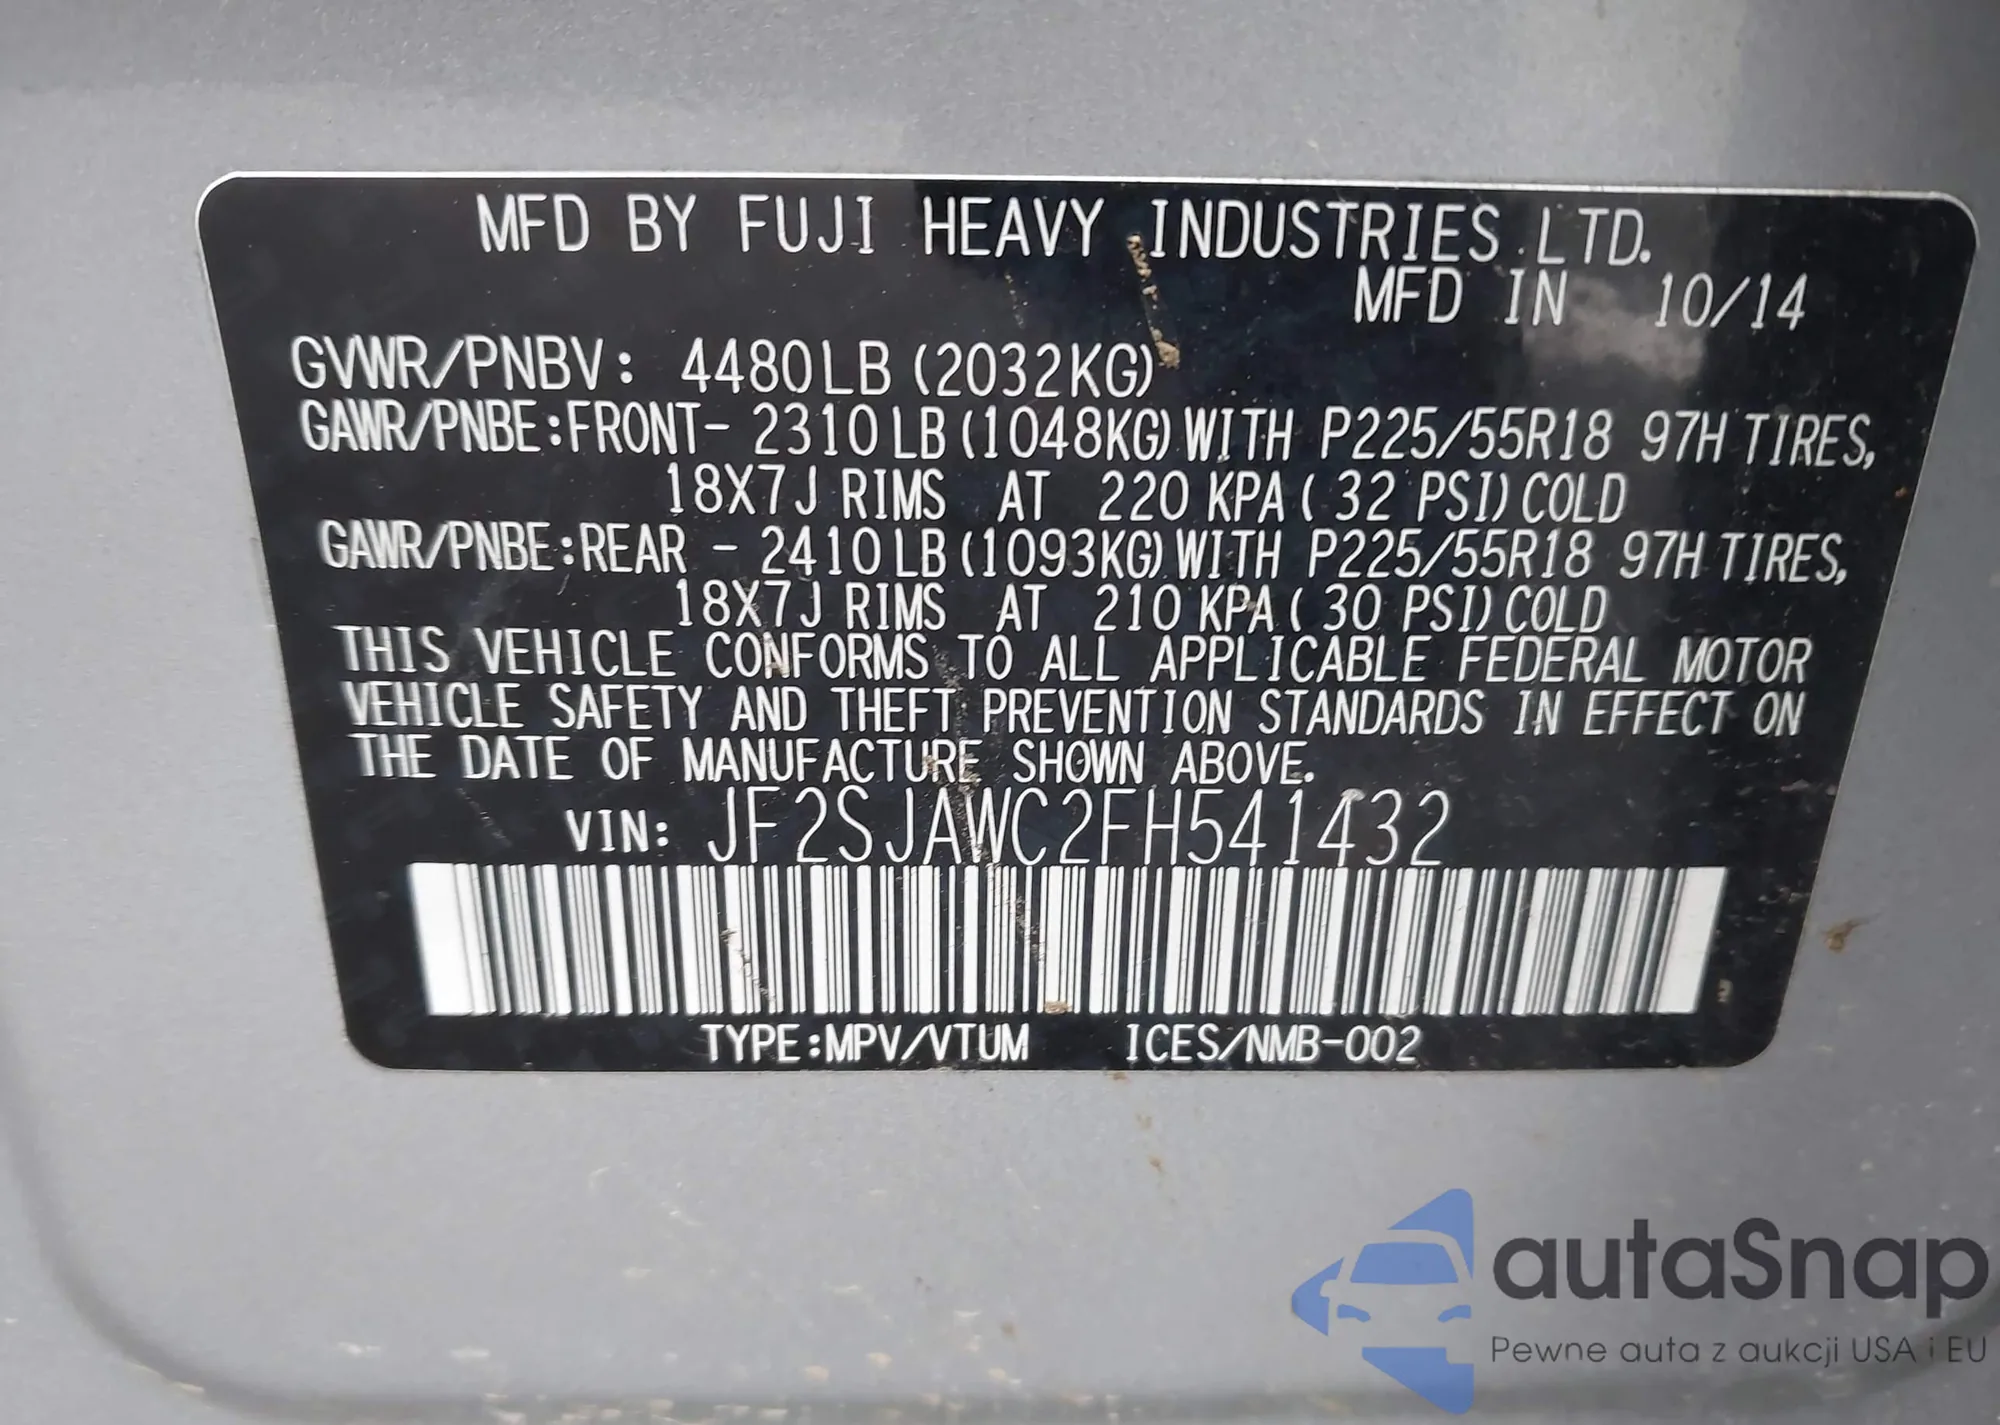 MFD BY FUJI HEAVY INDUSTRIES LTD.
MFD IN 10/14
GVWR/PNBV: 4480LB (2032KG)
GAWR/PNBE:FRONT- 2310LB (1048KG) WITH P225/55R18 97H TIRES,
18X7J RIMS AT 220 KPA ( 32 PSI) COLD
GAWR/PNBE:REAR - 2410LB (1093KG) WITH P225/55R18 97H TIRES,
18X7J RIMS AT 210 KPA ( 30 PSI) COLD
THIS VEHICLE CONFORMS TO ALL APPLICABLE FEDERAL MOTOR
VEHICLE SAFETY AND THEFT PREVENTION STANDARDS IN EFFECT ON
THE DATE OF MANUFACTURE SHOWN ABOVE.
VIN: JF2SJAWC2FH541432
TYPE:MPV/VTUM ICES/NMB-002
autaSnap
Pewne auta z aukcji USA i EU